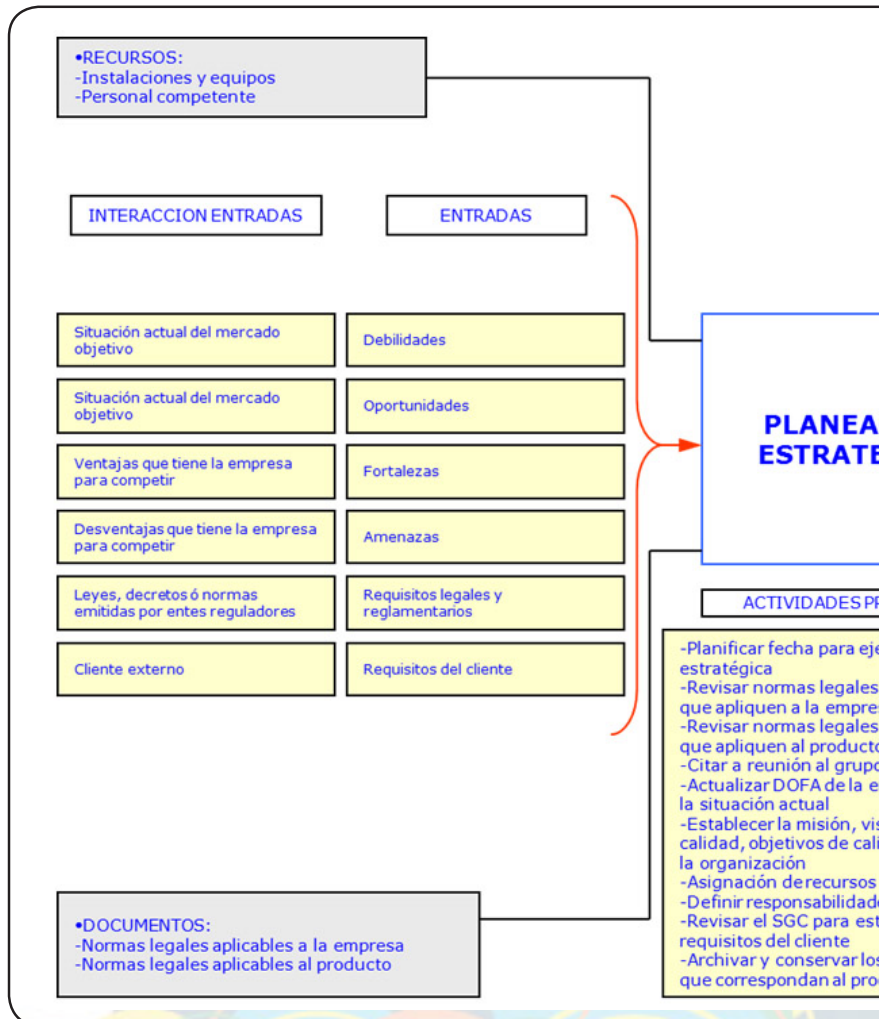 •RECURSOS:
-Instalaciones y equipos
-Personal competente
INTERACCION ENTRADAS
ENTRADAS
Situación actual del mercado
objetivo
Debilidades
Situación actual del mercado
objetivo
Oportunidades
Ventajas que tiene la empresa
para competir
Fortalezas
Desventajas que tiene la empresa
para competir
Amenazas
Leyes, decretos ó normas
emitidas por entes reguladores
Requisitos legales y
reglamentarios
Cliente externo
Requisitos del cliente
•DOCUMENTOS:
-Normas legales aplicables a la empresa
-Normas legales aplicables al producto
PLANEA
ESTRATE
ACTIVIDADES PR
-Planificar fecha para eje
estratégica
-Revisar normas legales
que apliquen a la empres
-Revisar normas legales
que apliquen al producto
-Citar a reunión al grupo
-Actualizar DOFA de la e
la situación actual
-Establecer la misión, vis
calidad, objetivos de cali
la organización
-Asignación de recursos
-Definir responsabilidade
-Revisar el SGC para est
requisitos del cliente
-Archivar y conservar los
que correspondan al pro